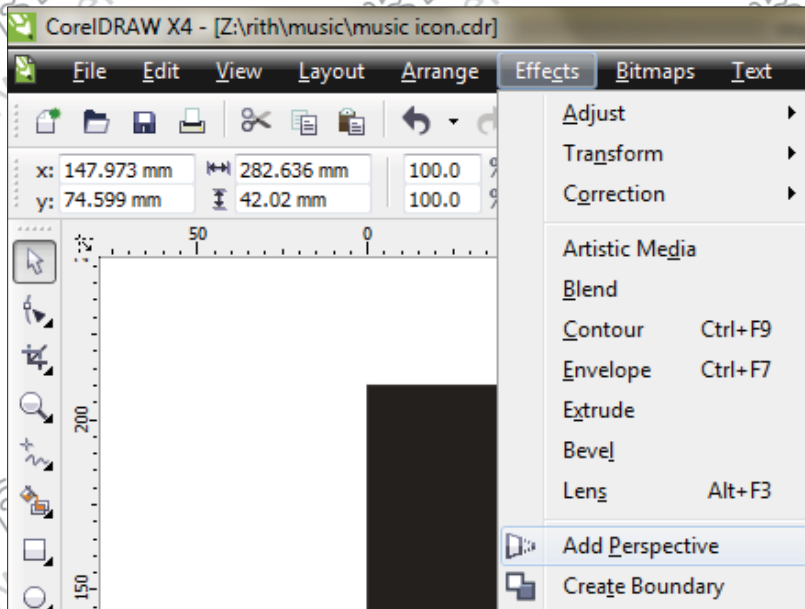 CorelDRAW X4 - [Z:\rith\music\music icon.cdr]
File Edit View Layout Arrange Effects Bitmaps Text
x: 147.973 mm 282.636 mm 100.0 %
y: 74.599 mm 42.02 mm 100.0 %
50 0
200
150
Adjust
Transform
Correction
Artistic Media
Blend
Contour Ctrl+F9
Envelope Ctrl+F7
Extrude
Bevel
Lens Alt+F3
Add Perspective
Create Boundary